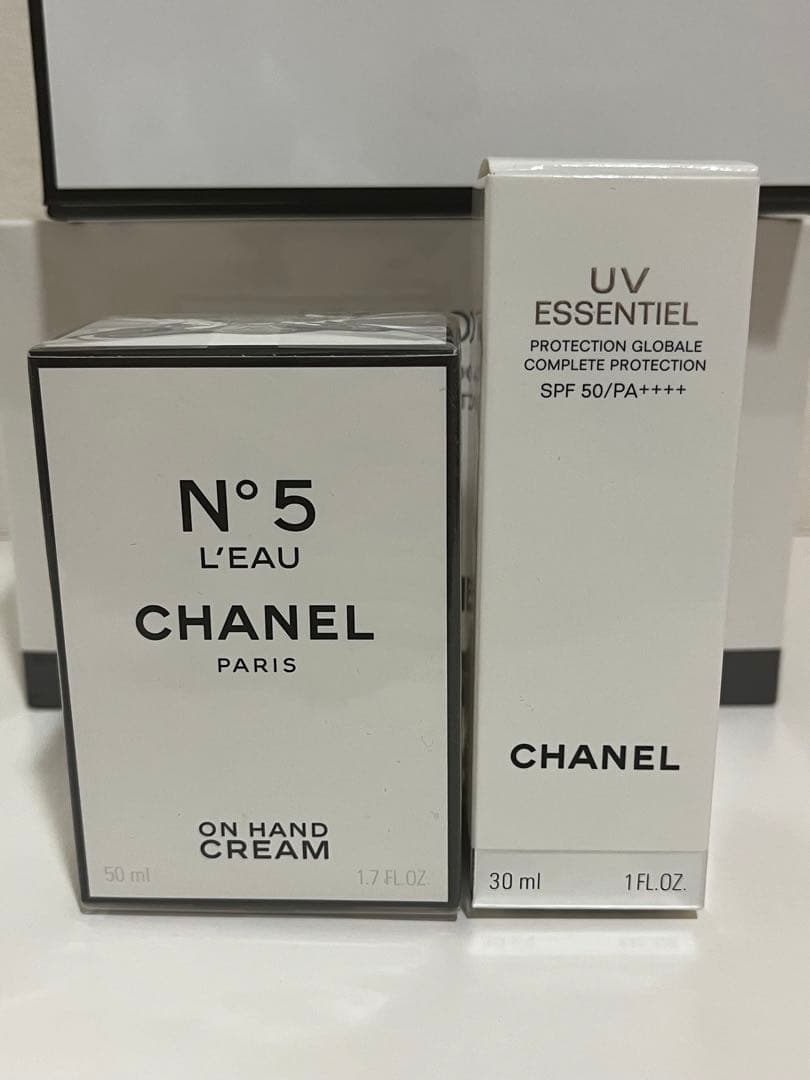 N°5
L'EAU
CHANEL
PARIS
ON HAND
CREAM
50 ml 1.7 FL.OZ.
UV
ESSENTIEL
PROTECTION GLOBALE
COMPLETE PROTECTION
SPF 50/PA++++
CHANEL
30 ml 1FL.OZ.